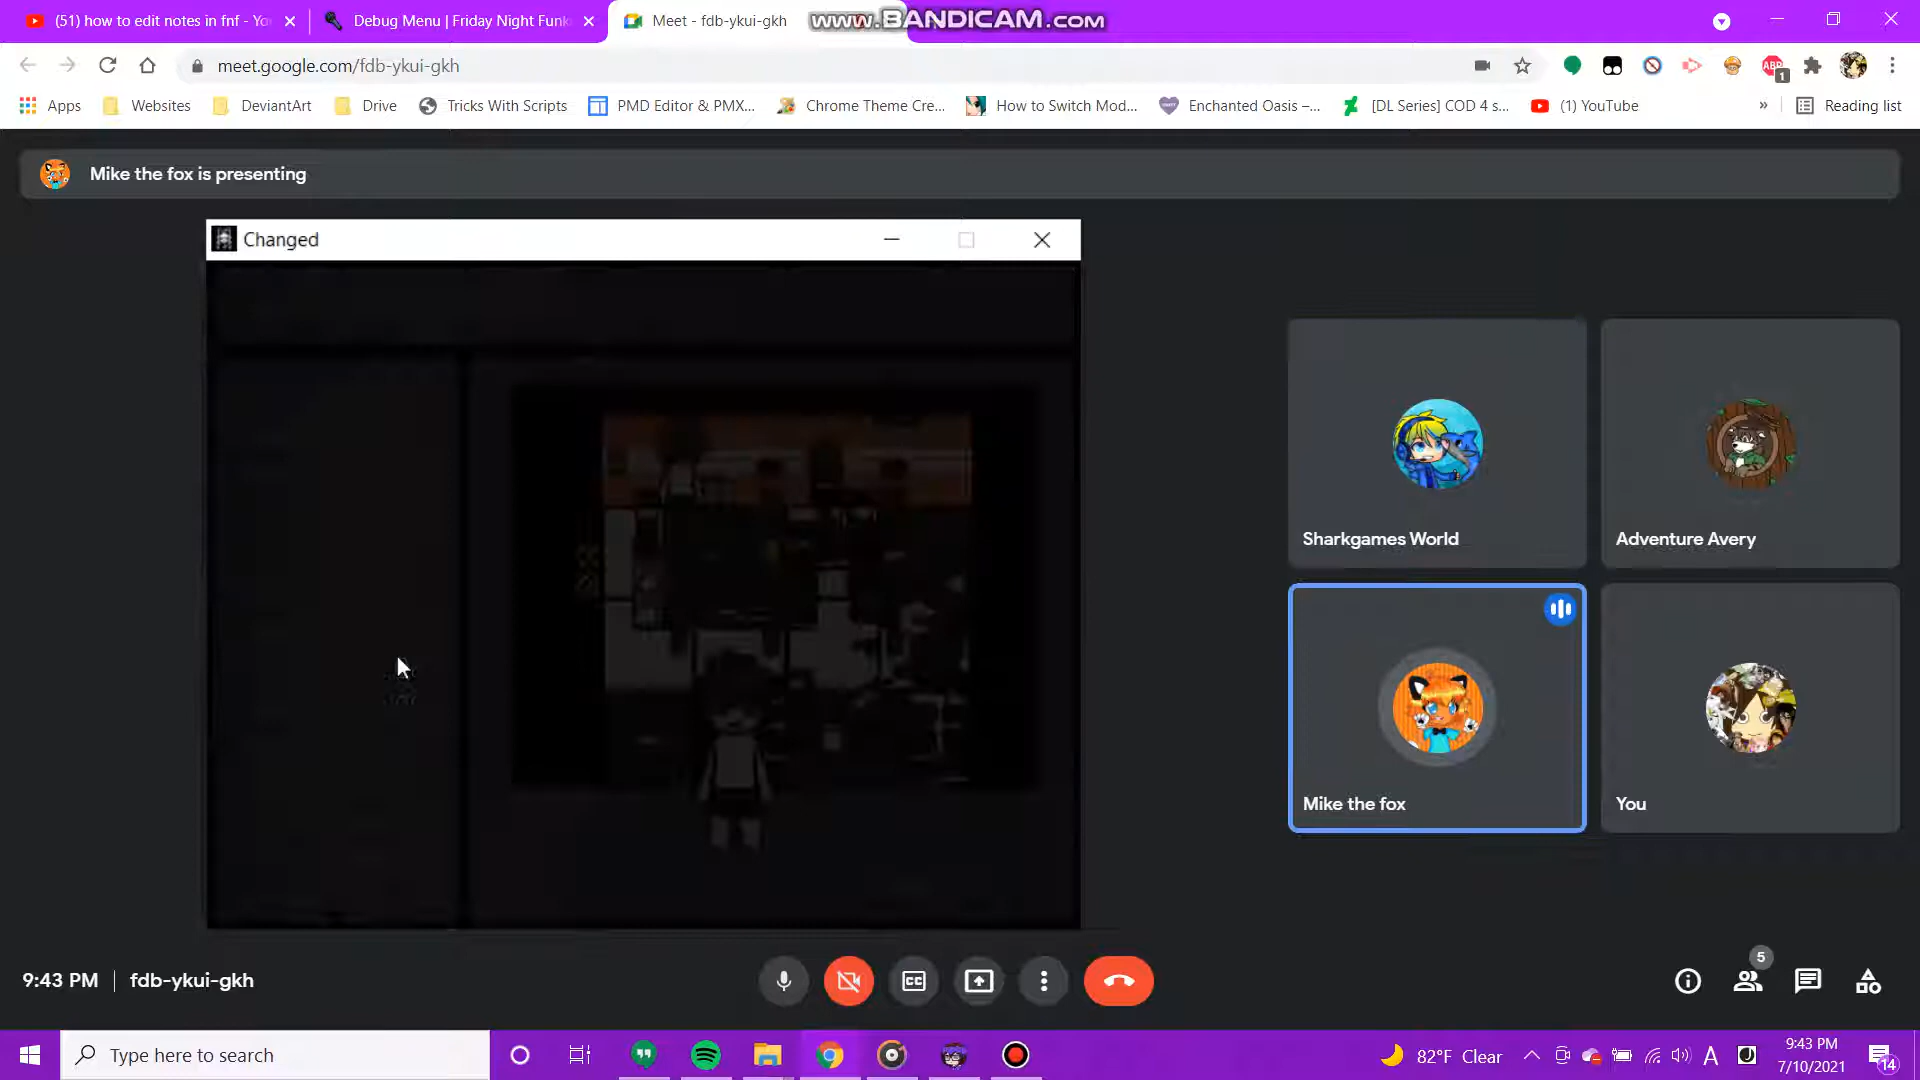 (51) how to edit notes in fnf - Yo
Debug Menu | Friday Night Funk
Meet - fdb-ykui-gkh
www.BANDICAM.com
meet.google.com/fdb-ykui-gkh
ABP
1
Apps
Websites
DeviantArt
Drive
Tricks With Scripts
PMD Editor & PMX...
Chrome Theme Cre...
How to Switch Mod...
Enchanted Oasis –...
[DL Series] COD 4 s...
(1) YouTube
»
Reading list
Mike the fox is presenting
Changed
Sharkgames World
Adventure Avery
Mike the fox
You
9:43 PM | fdb-ykui-gkh
5
Type here to search
82°F Clear
A
9:43 PM
7/10/2021
14